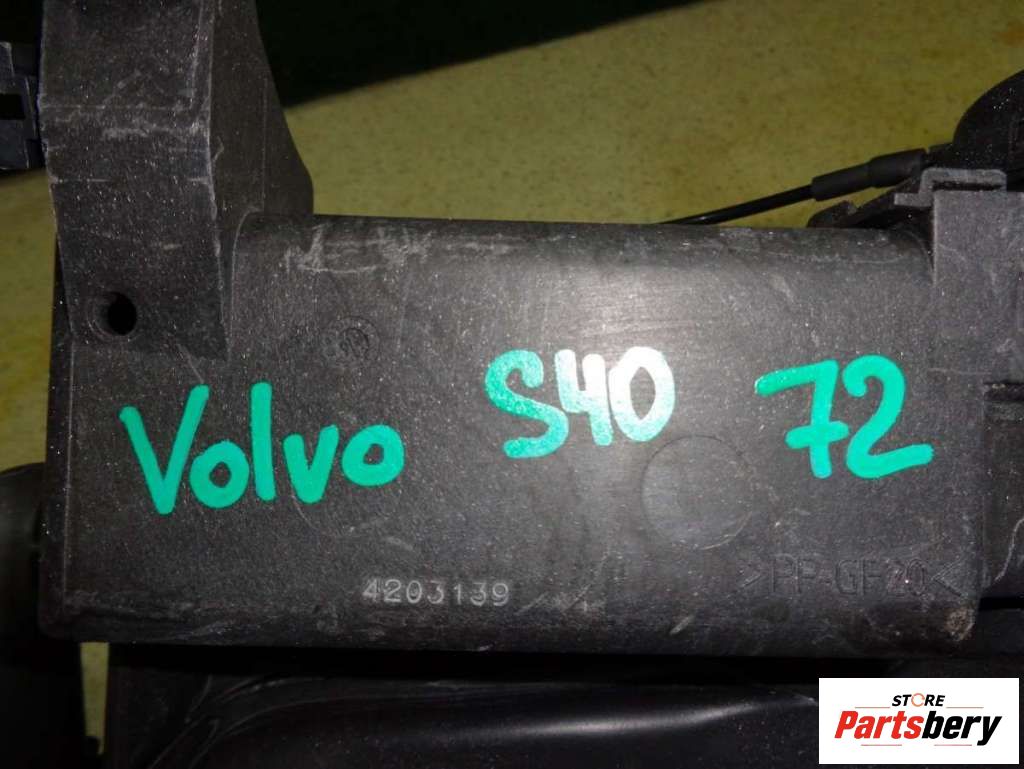 Volvo S40 72
4203139
>PP-GF20<
STORE
Partsbery